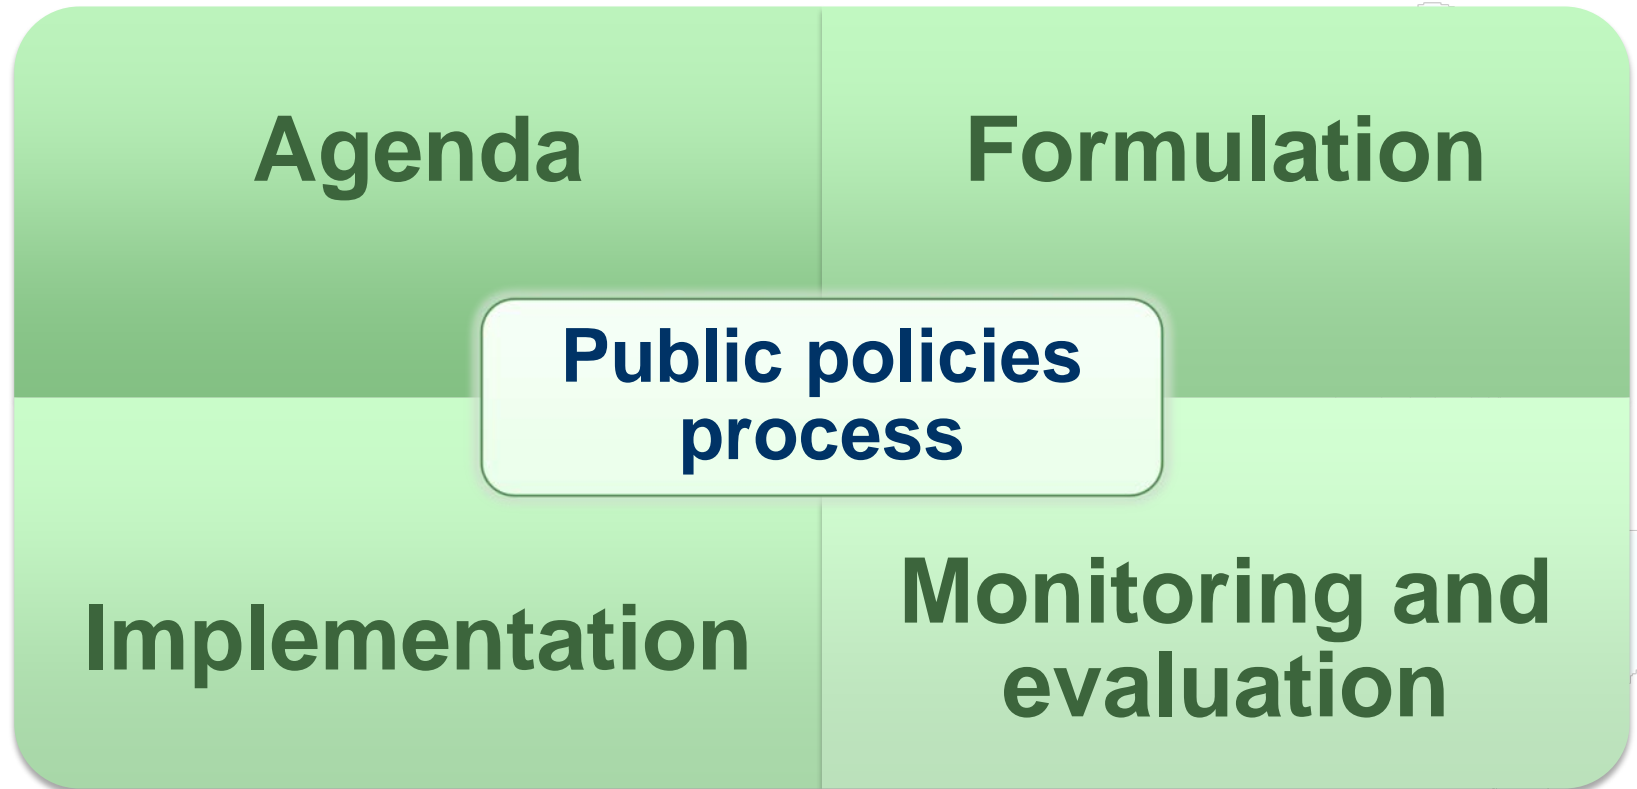 Agenda
Formulation
Public policies
process
Implementation
Monitoring and
evaluation